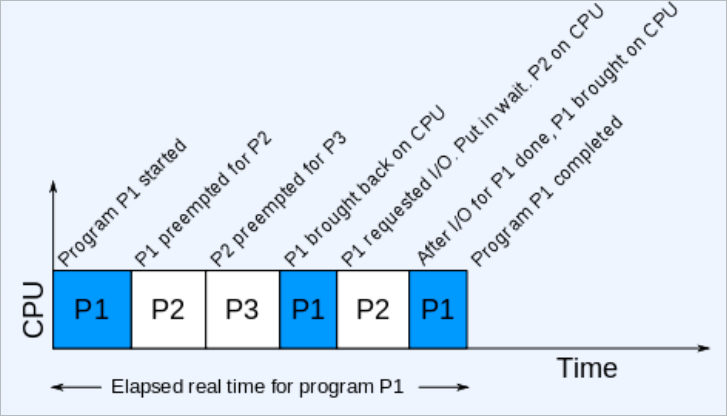 Program P1 started
P1 preempted for P2
P2 preempted for P3
P1 brought back on CPU
P1 requested I/O. Put in wait. P2 on CPU
After I/O for P1 done, P1 brought on CPU
Program P1 completed
CPU
P1
P2
P3
P1
P2
P1
Time
Elapsed real time for program P1